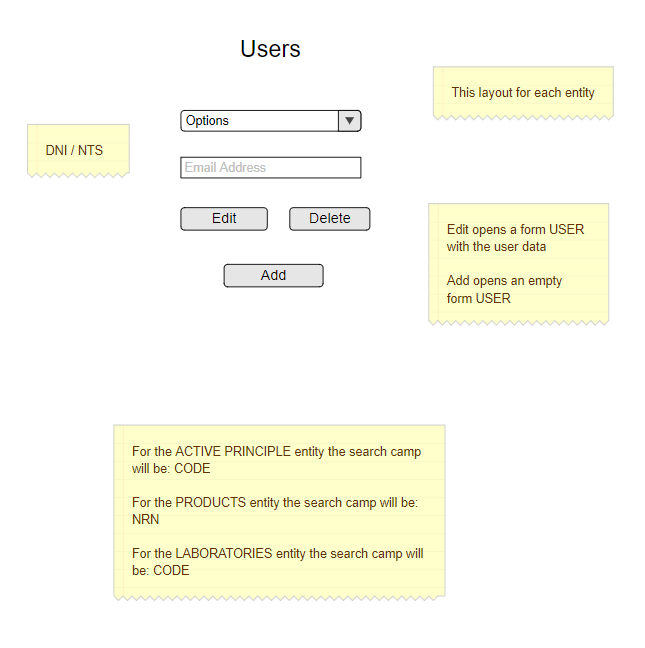 Users
This layout for each entity
Options
DNI / NTS
Email Address
Edit
Delete
Edit opens a form USER
with the user data
Add opens an empty
form USER
Add
For the ACTIVE PRINCIPLE entity the search camp
will be: CODE
For the PRODUCTS entity the search camp will be:
NRN
For the LABORATORIES entity the search camp will
be: CODE